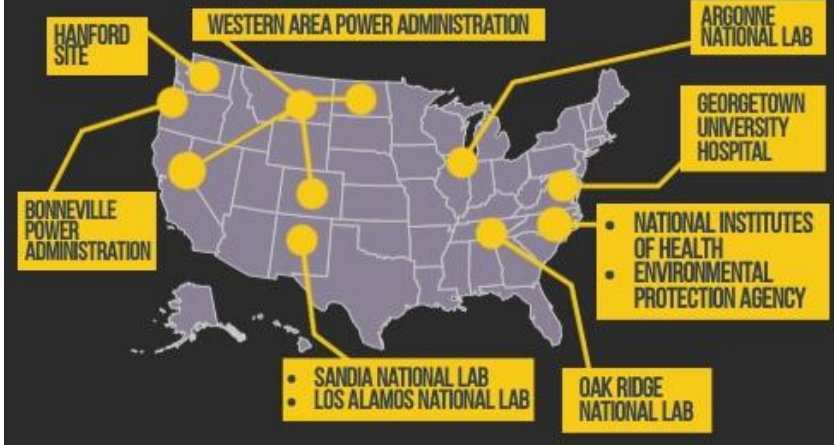 HANFORD
SITE
WESTERN AREA POWER ADMINISTRATION
ARGONNE
NATIONAL LAB
GEORGETOWN
UNIVERSITY
HOSPITAL
BONNEVILLE
POWER
ADMINISTRATION
• NATIONAL INSTITUTES
OF HEALTH
• ENVIRONMENTAL
PROTECTION AGENCY
• SANDIA NATIONAL LAB
• LOS ALAMOS NATIONAL LAB
OAK RIDGE
NATIONAL LAB